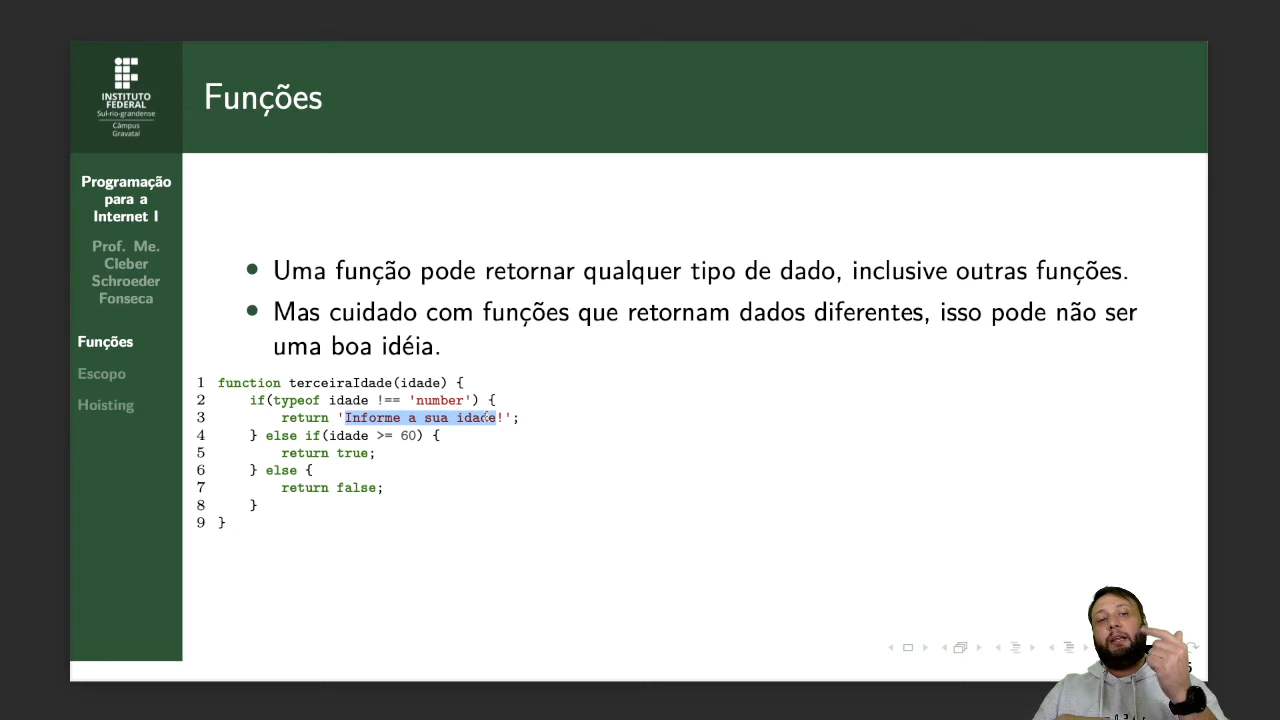 INSTITUTO
FEDERAL
Sul-rio-grandense
Câmpus
Gravataí
Funções
Programação
para a
Internet I
Prof. Me.
Cleber
Schroeder
Fonseca
Funções
Escopo
Hoisting
• Uma função pode retornar qualquer tipo de dado, inclusive outras funções.
• Mas cuidado com funções que retornam dados diferentes, isso pode não ser
uma boa idéia.
1 function terceiraIdade(idade) {
2 if(typeof idade !== 'number') {
3 return 'Informe a sua idade!';
4 } else if(idade >= 60) {
5 return true;
6 } else {
7 return false;
8 }
9 }